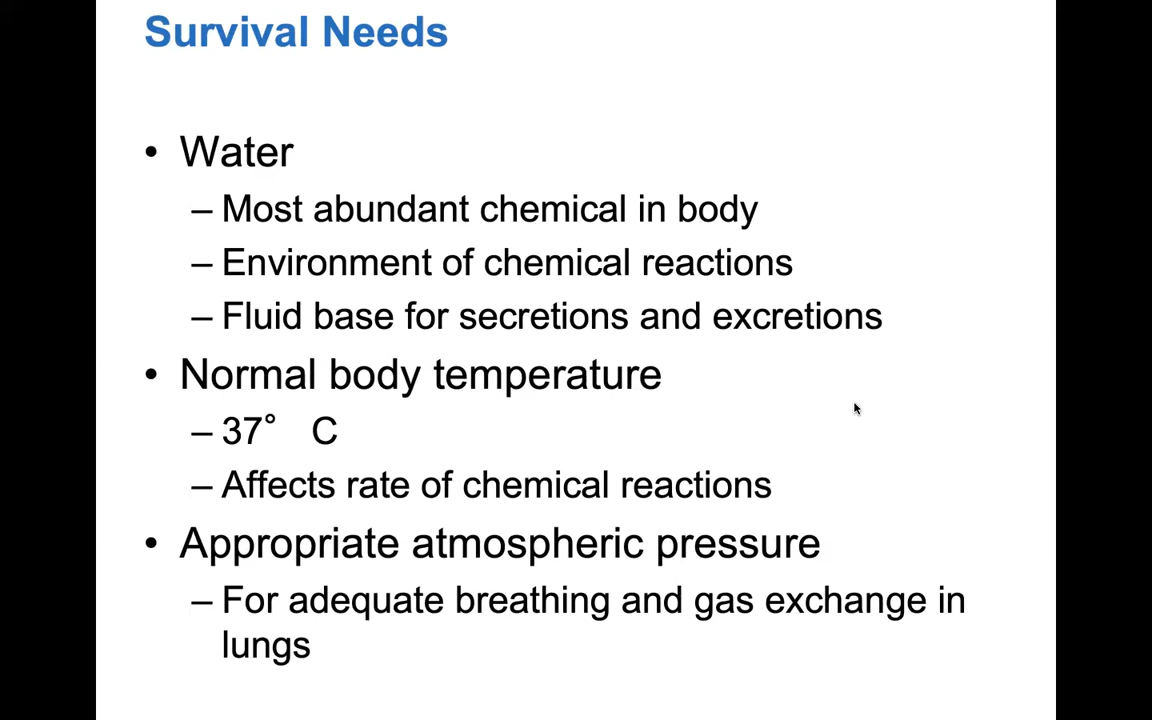 Survival Needs
• Water
– Most abundant chemical in body
– Environment of chemical reactions
– Fluid base for secretions and excretions
• Normal body temperature
– 37° C
– Affects rate of chemical reactions
• Appropriate atmospheric pressure
– For adequate breathing and gas exchange in
lungs